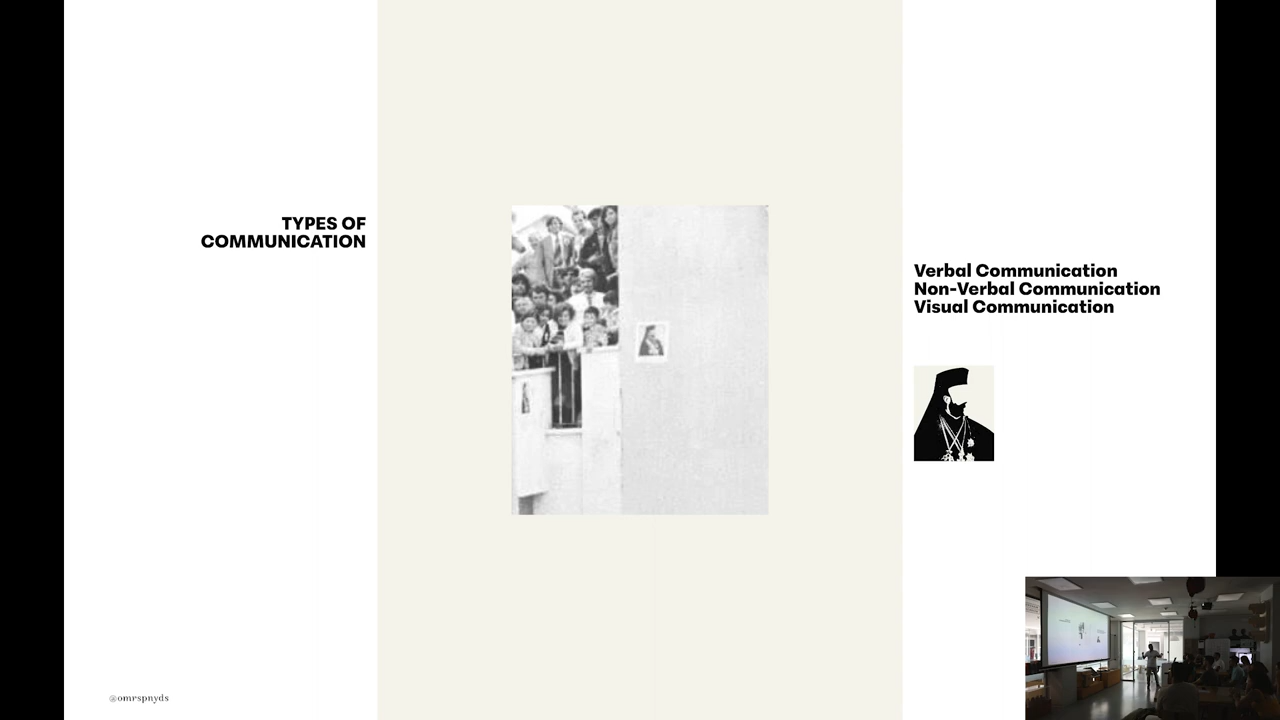 TYPES OF
COMMUNICATION
Verbal Communication
Non-Verbal Communication
Visual Communication
@omrspnyds